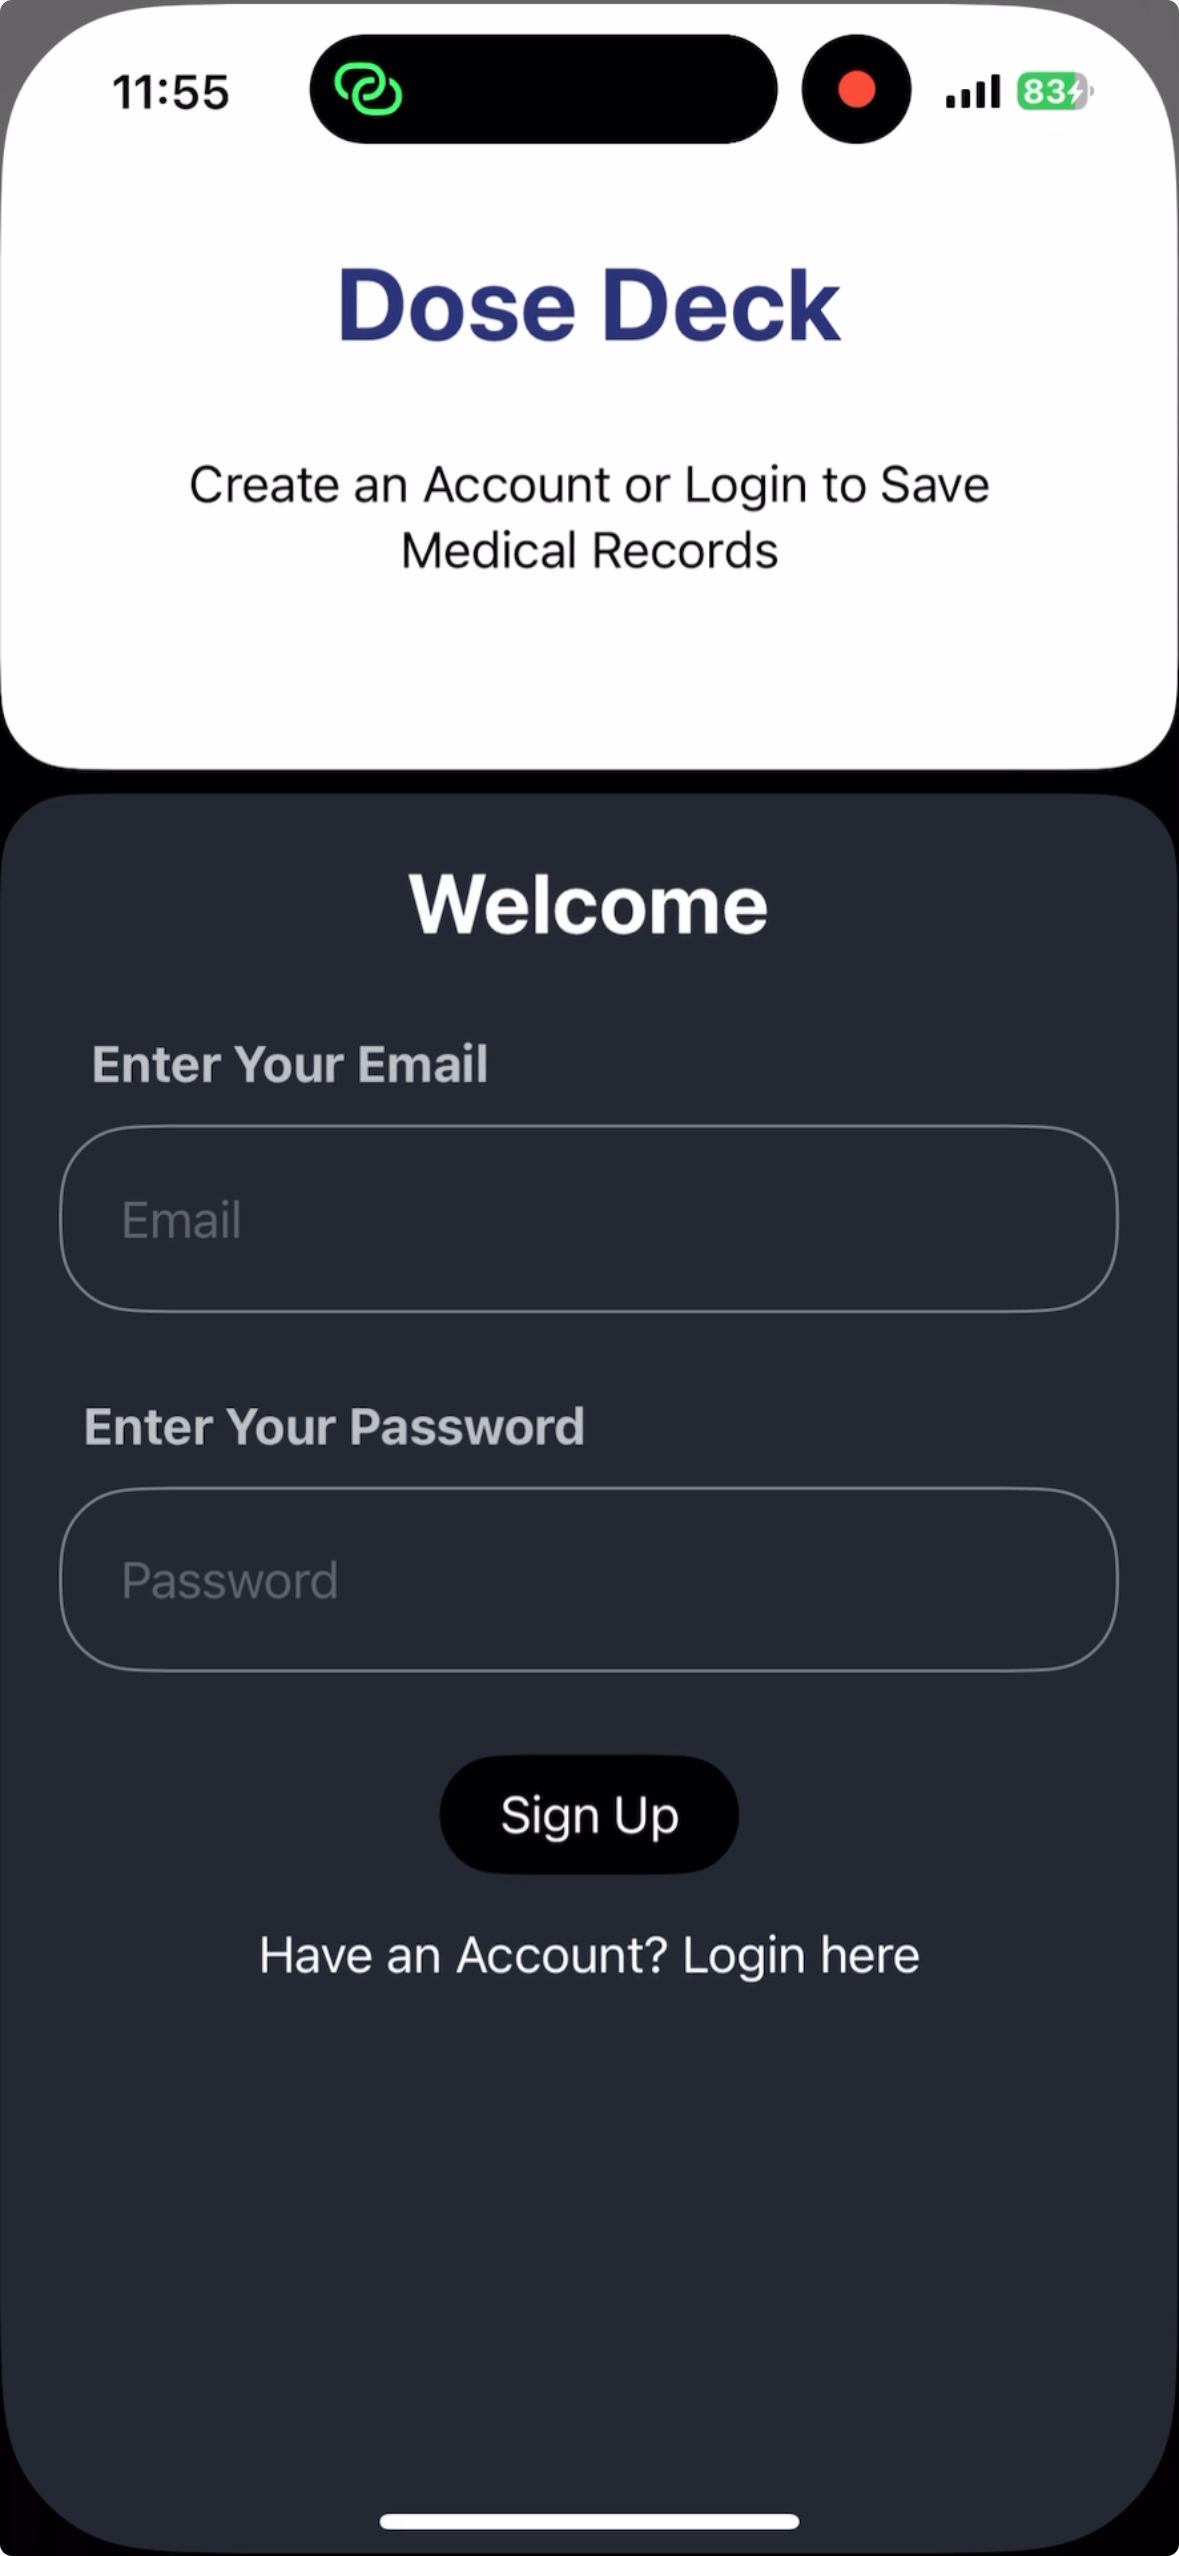 11:55
83
Dose Deck
Create an Account or Login to Save
Medical Records
Welcome
Enter Your Email
Email
Enter Your Password
Password
Sign Up
Have an Account? Login here